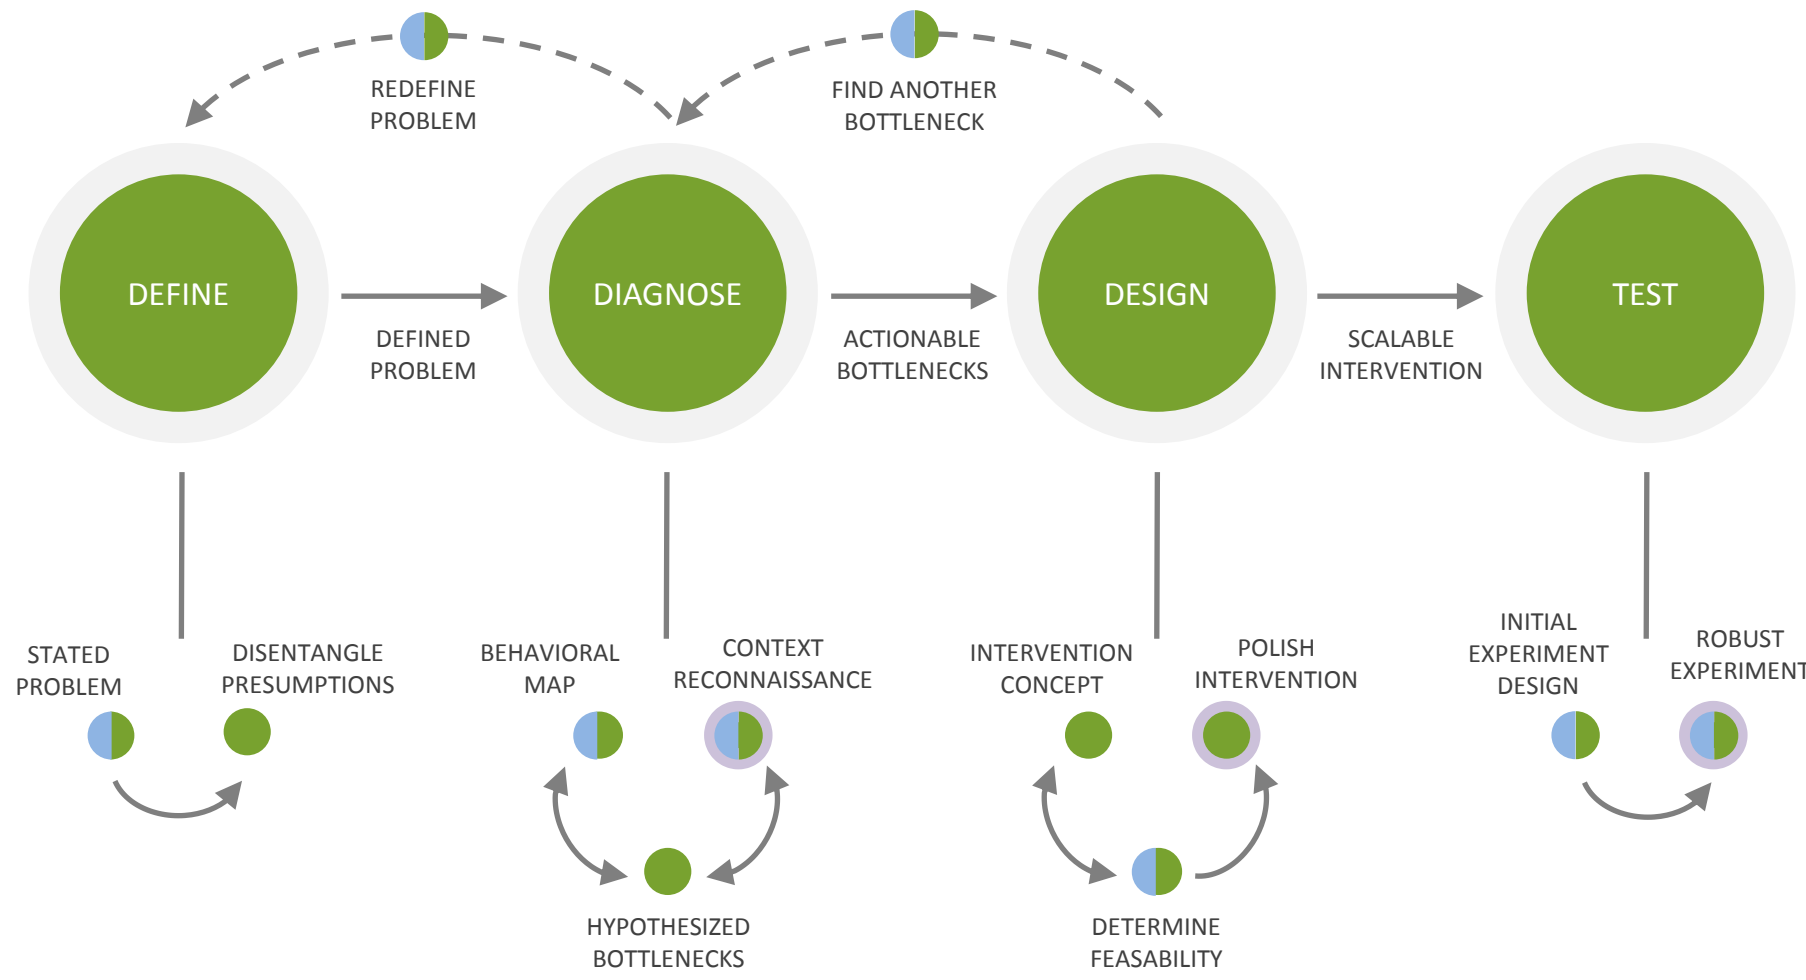 REDEFINE
PROBLEM
FIND ANOTHER
BOTTLENECK
DEFINE
DIAGNOSE
DESIGN
TEST
DEFINED
PROBLEM
ACTIONABLE
BOTTLENECKS
SCALABLE
INTERVENTION
STATED
PROBLEM
DISENTANGLE
PRESUMPTIONS
BEHAVIORAL
MAP
CONTEXT
RECONNAISSANCE
INTERVENTION
CONCEPT
POLISH
INTERVENTION
INITIAL
EXPERIMENT
DESIGN
ROBUST
EXPERIMENT
HYPOTHESIZED
BOTTLENECKS
DETERMINE
FEASABILITY